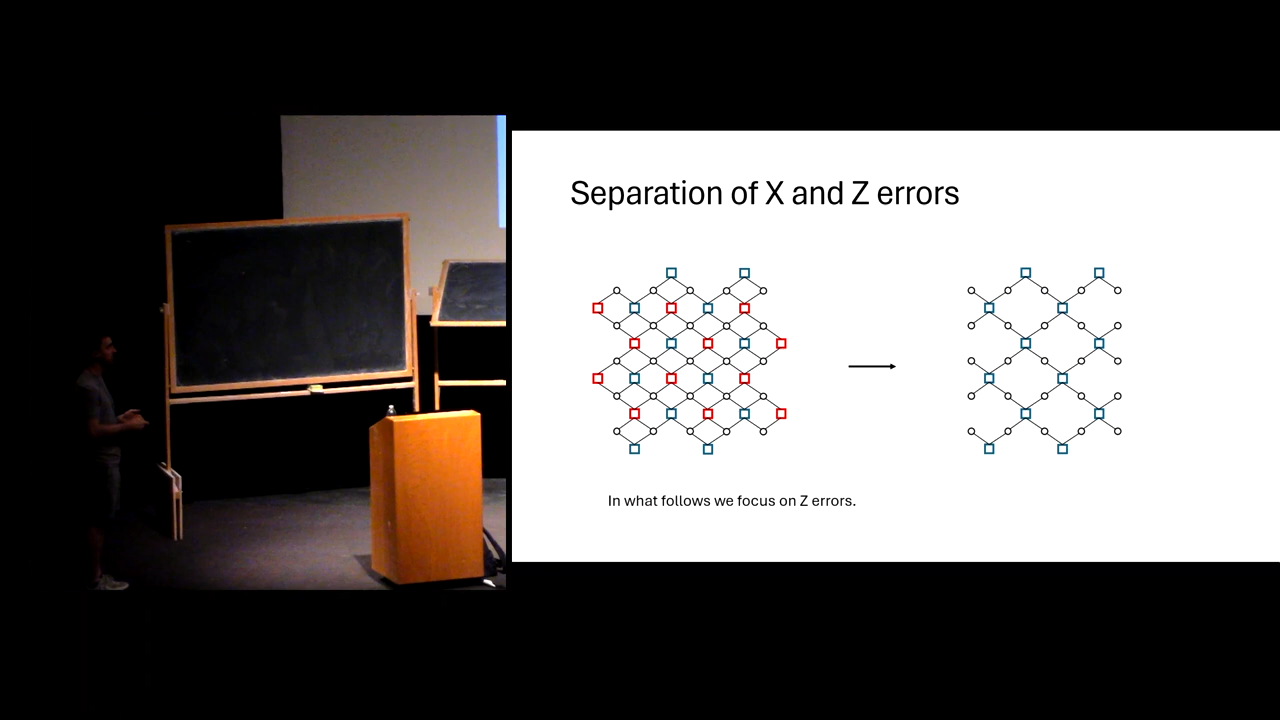 Separation of X and Z errors
In what follows we focus on Z errors.